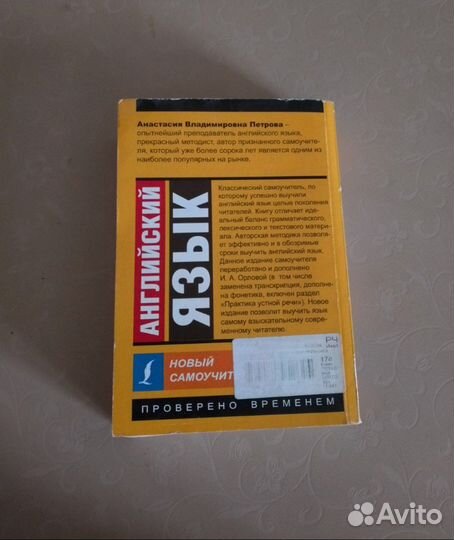 Анастасия Владимировна Петрова –
опытнейший преподаватель английского языка,
прекрасный методист, автор признанного самоучите-
ля, который уже более сорока лет является одним из
наиболее популярных на рынке.
АНГЛИЙСКИЙ
ЯЗЫК
Классический самоучитель, по
которому успешно выучили
английский язык целые поколения
читателей. Книгу отличает иде-
альный баланс грамматического,
лексического и текстового матери-
ала. Авторская методика позволя-
ет эффективно и в обозримые
сроки выучить английский язык.
Данное издание самоучителя
переработано и дополнено
И. А. Орловой (в том числе
заменена транскрипция, дополне-
на фонетика, включен раздел
«Практика устной речи»). Новое
издание позволит выучить язык
самому взыскательному совре-
менному читателю.
НОВЫЙ
САМОУЧИТ
РЧ
ПРОВЕРЕНО ВРЕМЕНЕМ
Avito